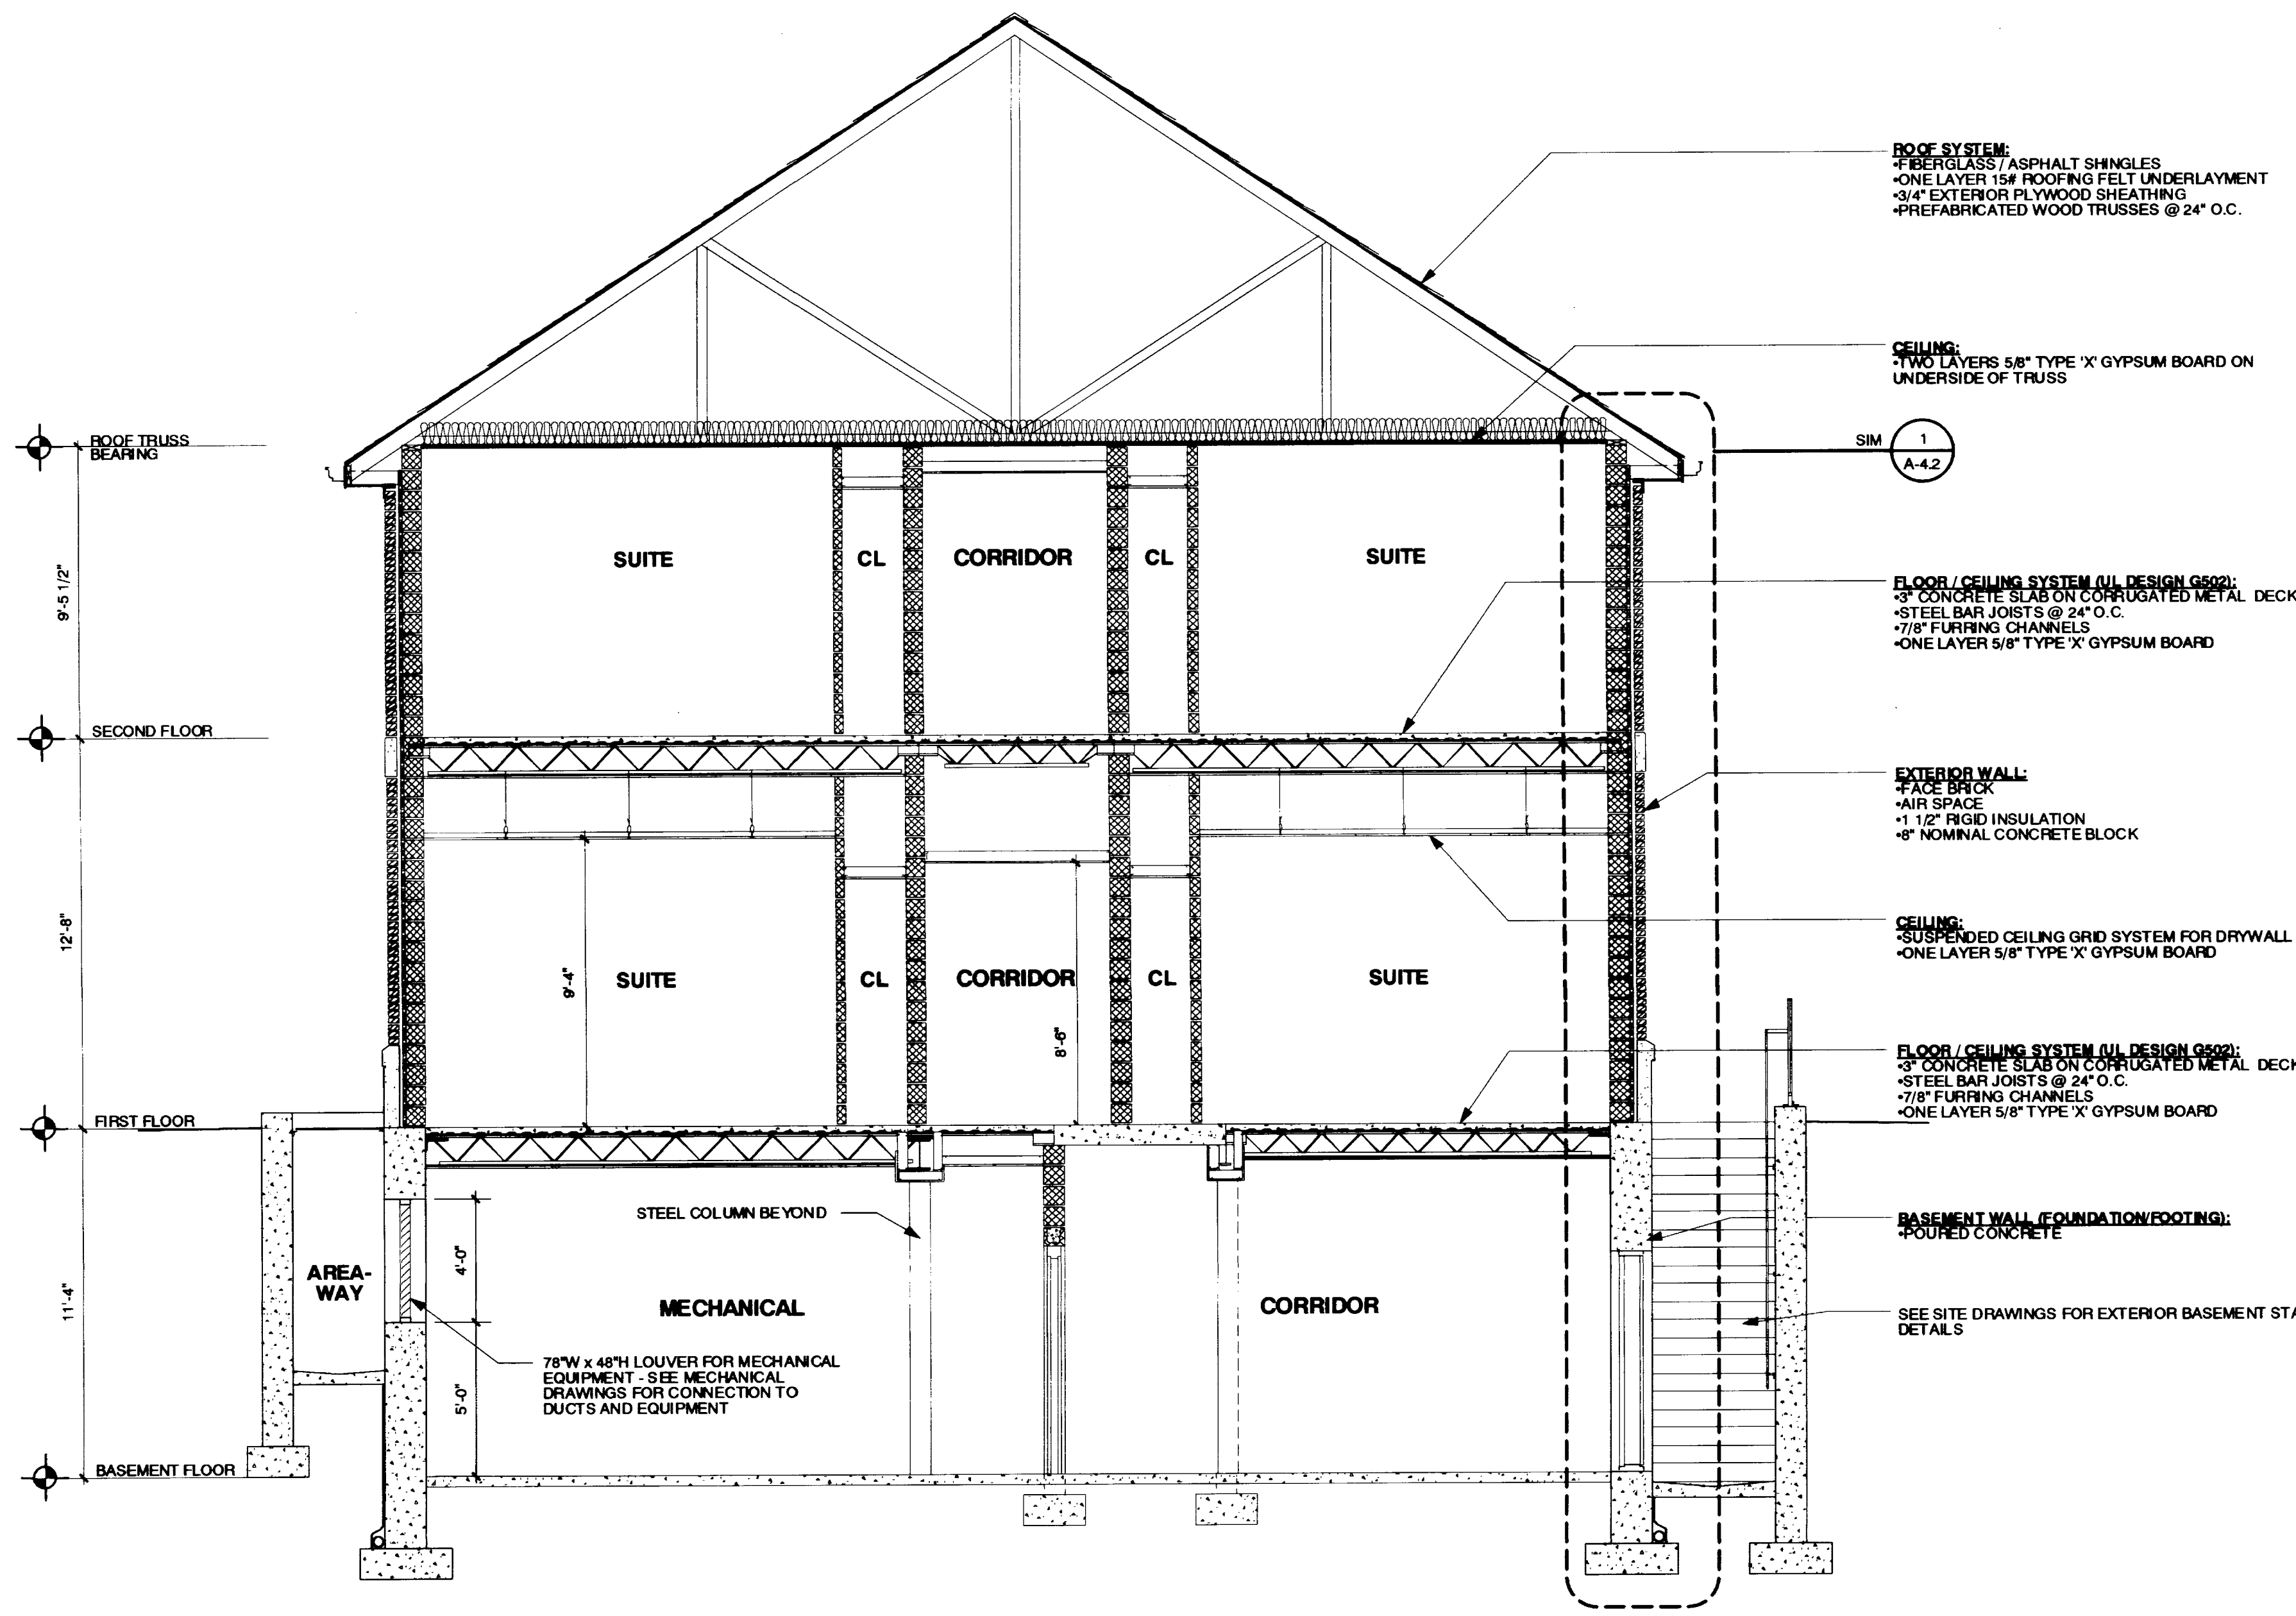 ROOF SYSTEM:
•FIBERGLASS / ASPHALT SHINGLES
•ONE LAYER 15# ROOFING FELT UNDERLAYMENT
•3/4" EXTERIOR PLYWOOD SHEATHING
•PREFABRICATED WOOD TRUSSES @ 24" O.C.
CEILING:
•TWO LAYERS 5/8" TYPE 'X' GYPSUM BOARD ON
UNDERSIDE OF TRUSS
ROOF TRUSS
BEARING
SIM
1
A-4.2
9'-5 1/2"
SUITE
CL
CORRIDOR
CL
SUITE
FLOOR / CEILING SYSTEM (UL DESIGN G502):
•3" CONCRETE SLAB ON CORRUGATED METAL DECK
•STEEL BAR JOISTS @ 24" O.C.
•7/8" FURRING CHANNELS
•ONE LAYER 5/8" TYPE 'X' GYPSUM BOARD
SECOND FLOOR
EXTERIOR WALL:
•FACE BRICK
•AIR SPACE
•1 1/2" RIGID INSULATION
•8" NOMINAL CONCRETE BLOCK
12'-8"
CEILING:
•SUSPENDED CEILING GRID SYSTEM FOR DRYWALL
•ONE LAYER 5/8" TYPE 'X' GYPSUM BOARD
SUITE
9'-4"
CL
CORRIDOR
8'-6"
CL
SUITE
FLOOR / CEILING SYSTEM (UL DESIGN G502):
•3" CONCRETE SLAB ON CORRUGATED METAL DECK
•STEEL BAR JOISTS @ 24" O.C.
•7/8" FURRING CHANNELS
•ONE LAYER 5/8" TYPE 'X' GYPSUM BOARD
FIRST FLOOR
STEEL COLUMN BEYOND
BASEMENT WALL (FOUNDATION/FOOTING):
•POURED CONCRETE
11'-4"
AREA-
WAY
4'-0"
MECHANICAL
CORRIDOR
SEE SITE DRAWINGS FOR EXTERIOR BASEMENT
DETAILS
5'-0"
78"W x 48"H LOUVER FOR MECHANICAL
EQUIPMENT - SEE MECHANICAL
DRAWINGS FOR CONNECTION TO
DUCTS AND EQUIPMENT
BASEMENT FLOOR